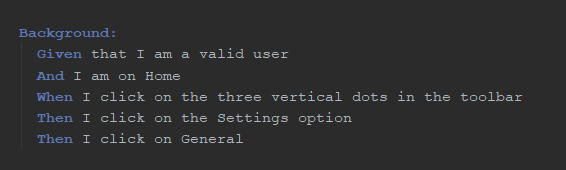 Background:
Given that I am a valid user
And I am on Home
When I click on the three vertical dots in the toolbar
Then I click on the Settings option
Then I click on General